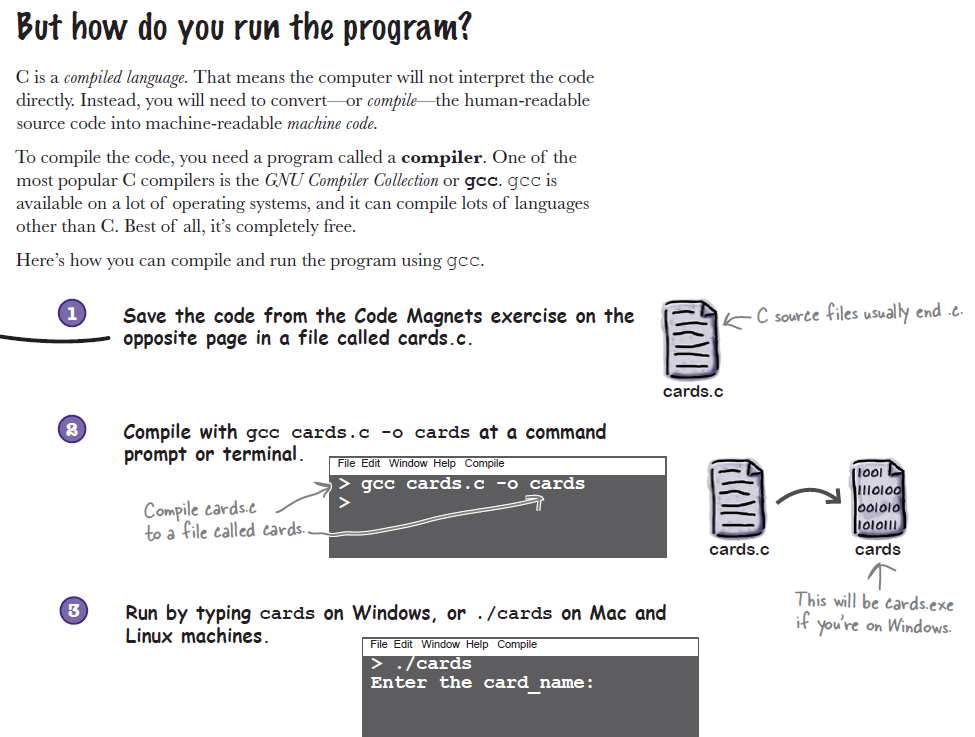 But how do you run the program?
C is a compiled language. That means the computer will not interpret the code
directly. Instead, you will need to convert—or compile—the human-readable
source code into machine-readable machine code.
To compile the code, you need a program called a compiler. One of the
most popular C compilers is the GNU Compiler Collection or gcc. gcc is
available on a lot of operating systems, and it can compile lots of languages
other than C. Best of all, it's completely free.
Here's how you can compile and run the program using gcc.
1
Save the code from the Code Magnets exercise on the
opposite page in a file called cards.c.
C source files usually end .c.
cards.c
2
Compile with gcc cards.c -o cards at a command
prompt or terminal.
File Edit Window Help Compile
> gcc cards.c -o cards
>
Compile cards.c
to a file called cards.
1001
1110100
001010
1010111
cards.c
cards
This will be cards.exe
if you're on Windows.
3
Run by typing cards on Windows, or ./cards on Mac and
Linux machines.
File Edit Window Help Compile
> ./cards
Enter the card_name: